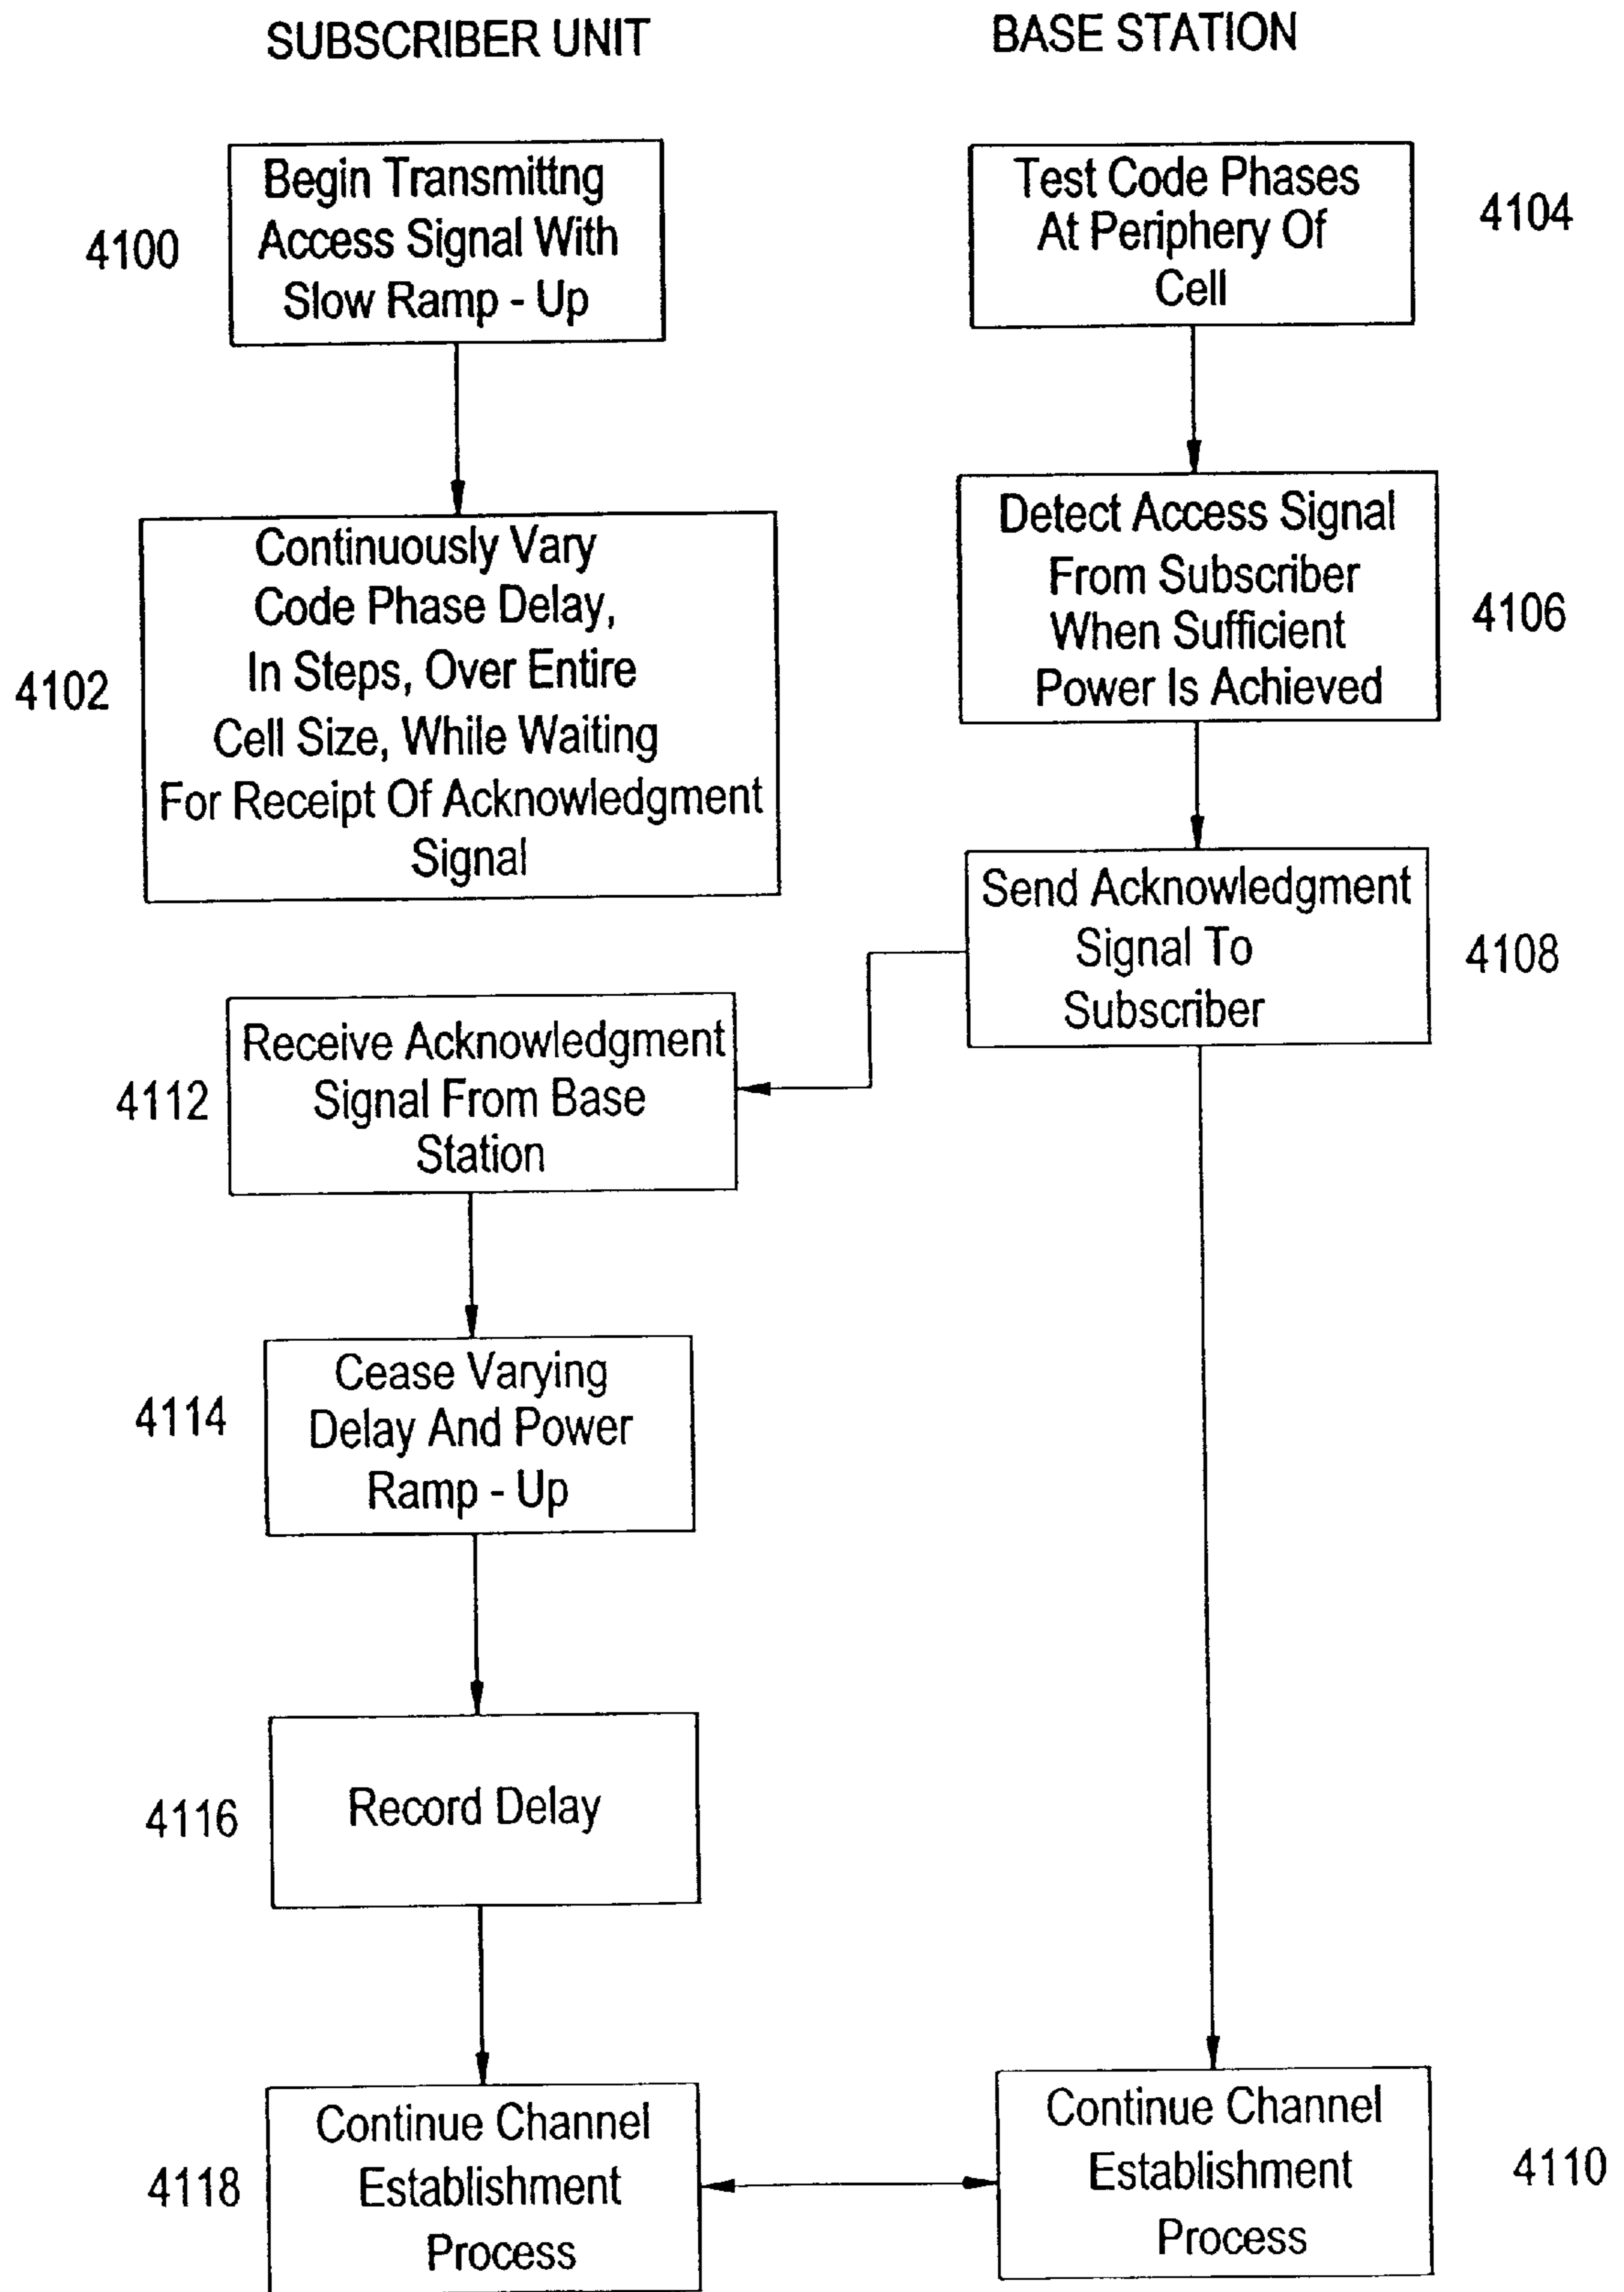 SUBSCRIBER UNIT
BASE STATION
4100
Begin Transmittng
Access Signal With
Slow Ramp - Up
Test Code Phases
At Periphery Of
Cell
4104
4102
Continuously Vary
Code Phase Delay,
In Steps, Over Entire
Cell Size, While Waiting
For Receipt Of Acknowledgment
Signal
Detect Access Signal
From Subscriber
When Sufficient
Power Is Achieved
4106
Send Acknowledgment
Signal To
Subscriber
4108
4112
Receive Acknowledgment
Signal From Base
Station
4114
Cease Varying
Delay And Power
Ramp - Up
4116
Record Delay
4118
Continue Channel
Establishment
Process
Continue Channel
Establishment
Process
4110